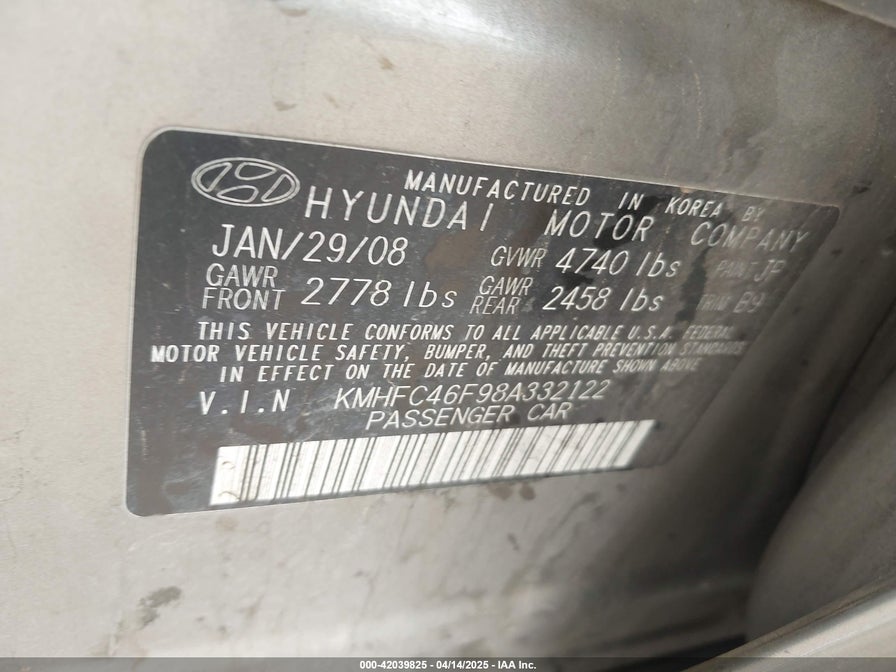 MANUFACTURED IN KOREA BY
HYUNDAI MOTOR COMPANY
JAN/29/08 GVWR 4740 lbs PAINT JP
GAWR FRONT 2778 lbs GAWR REAR 2458 lbs TRIM B9
THIS VEHICLE CONFORMS TO ALL APPLICABLE U.S.A. FEDERAL
MOTOR VEHICLE SAFETY, BUMPER, AND THEFT PREVENTION STANDARDS
IN EFFECT ON THE DATE OF MANUFACTURE SHOWN ABOVE
V.I.N KMHFC46F98A332122
PASSENGER CAR
000-42039825 - 04/14/2025 - IAA Inc.